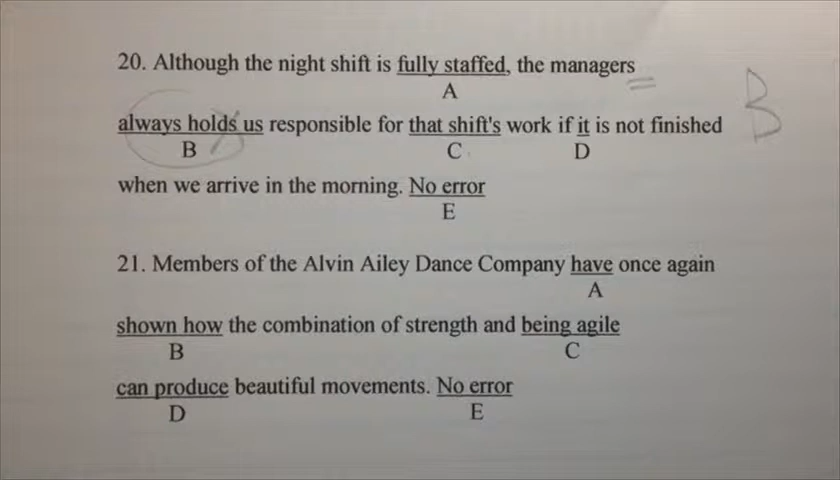 20. Although the night shift is fully staffed, the managers
A
always holds us responsible for that shift's work if it is not finished
B C D
when we arrive in the morning. No error
E
B
21. Members of the Alvin Ailey Dance Company have once again
A
shown how the combination of strength and being agile
B C
can produce beautiful movements. No error
D E